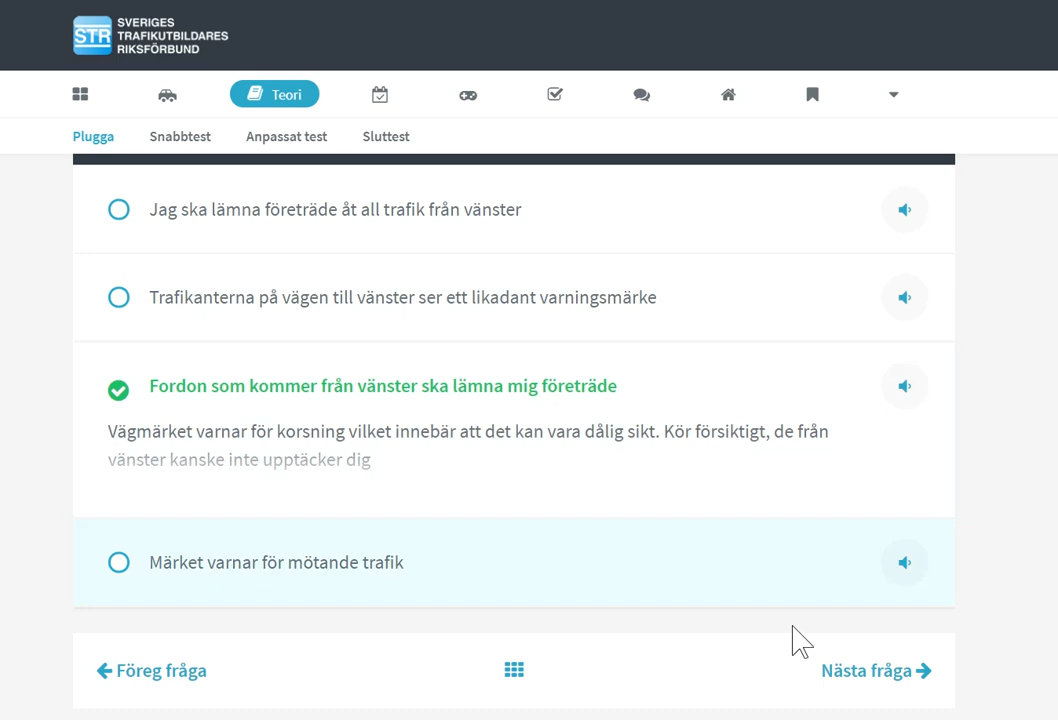 STR
SVERIGES
TRAFIKUTBILDARES
RIKSFÖRBUND
Teori
Plugga
Snabbtest
Anpassat test
Sluttest
Jag ska lämna företräde åt all trafik från vänster
Trafikanterna på vägen till vänster ser ett likadant varningsmärke
Fordon som kommer från vänster ska lämna mig företräde
Vägmärket varnar för korsning vilket innebär att det kan vara dålig sikt. Kör försiktigt, de från
vänster kanske inte upptäcker dig
Märket varnar för mötande trafik
Föreg fråga
Nästa fråga